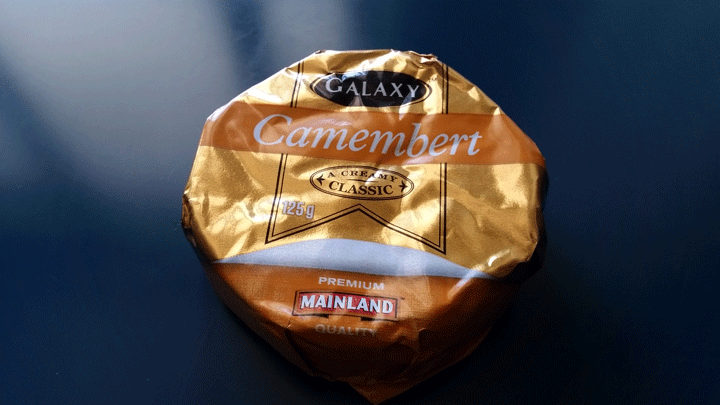 GALAXY
Camembert
A CREAMY
CLASSIC
125g
PREMIUM
MAINLAND
QUALITY